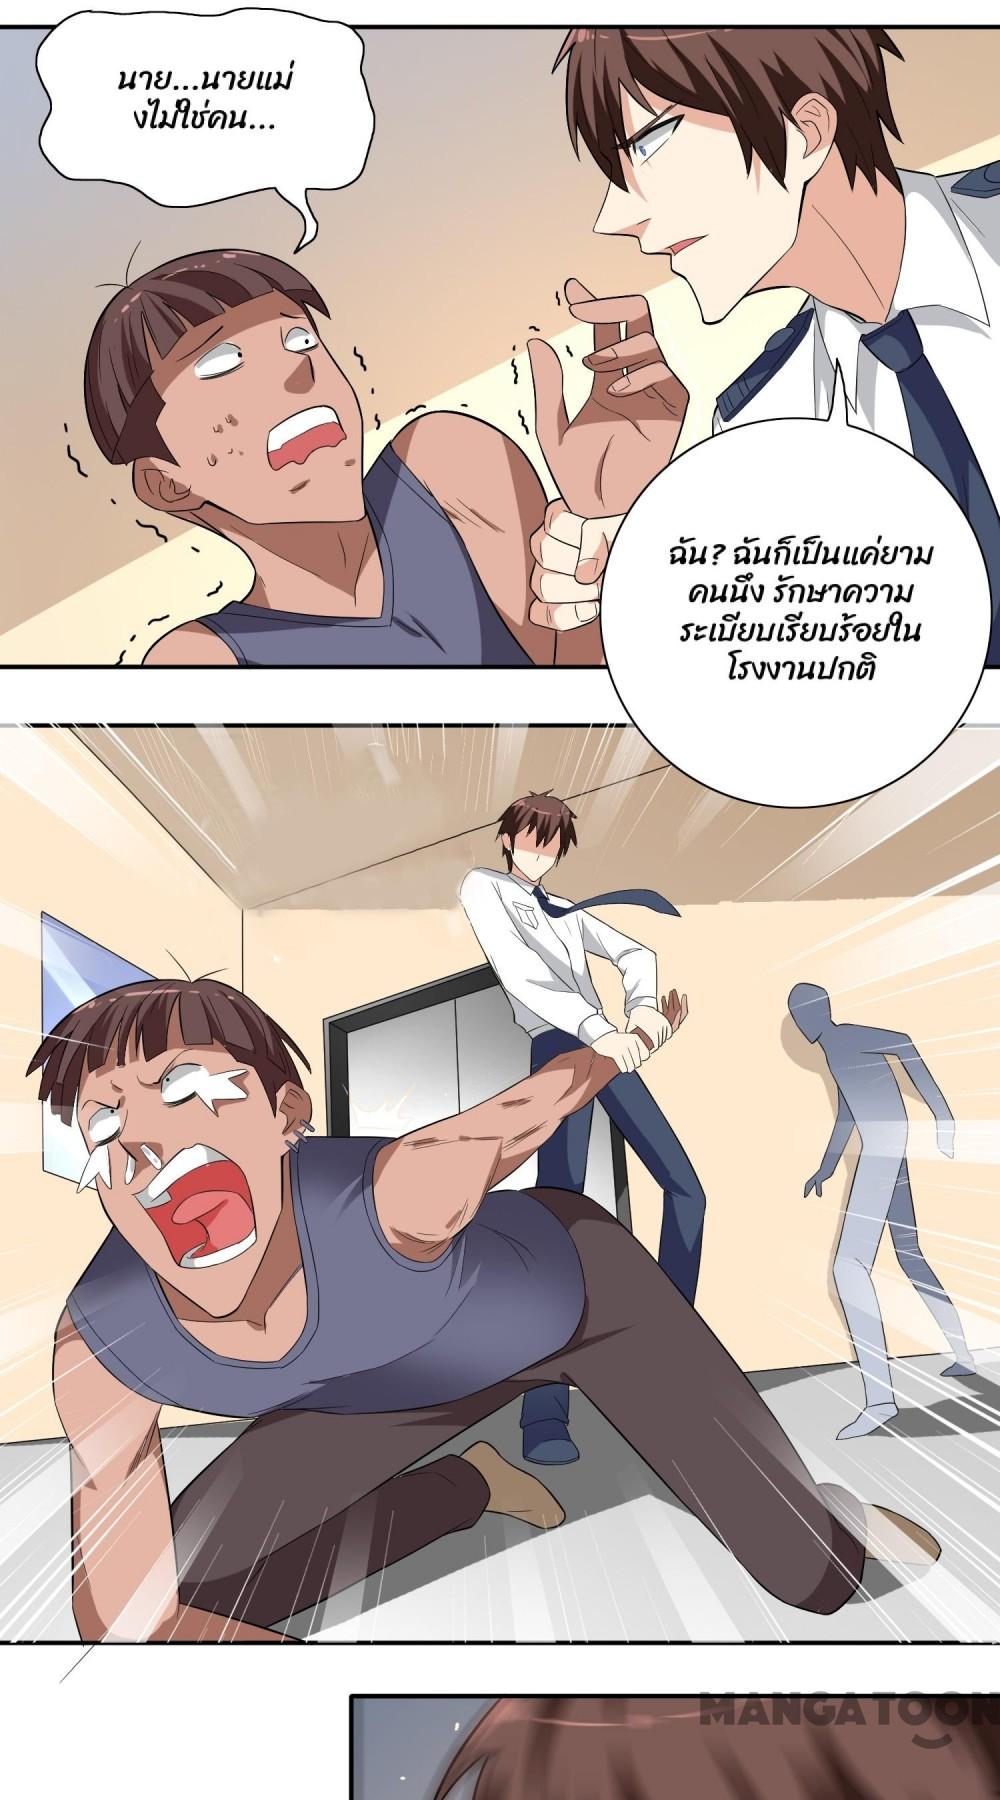 นาย...นายแม่
งไม่ใช่คน...
ฉัน? ฉันก็เป็นแค่ยาม
คนนึง รักษาความ
ระเบียบเรียบร้อยใน
โรงงานปกติ
MANGATOON